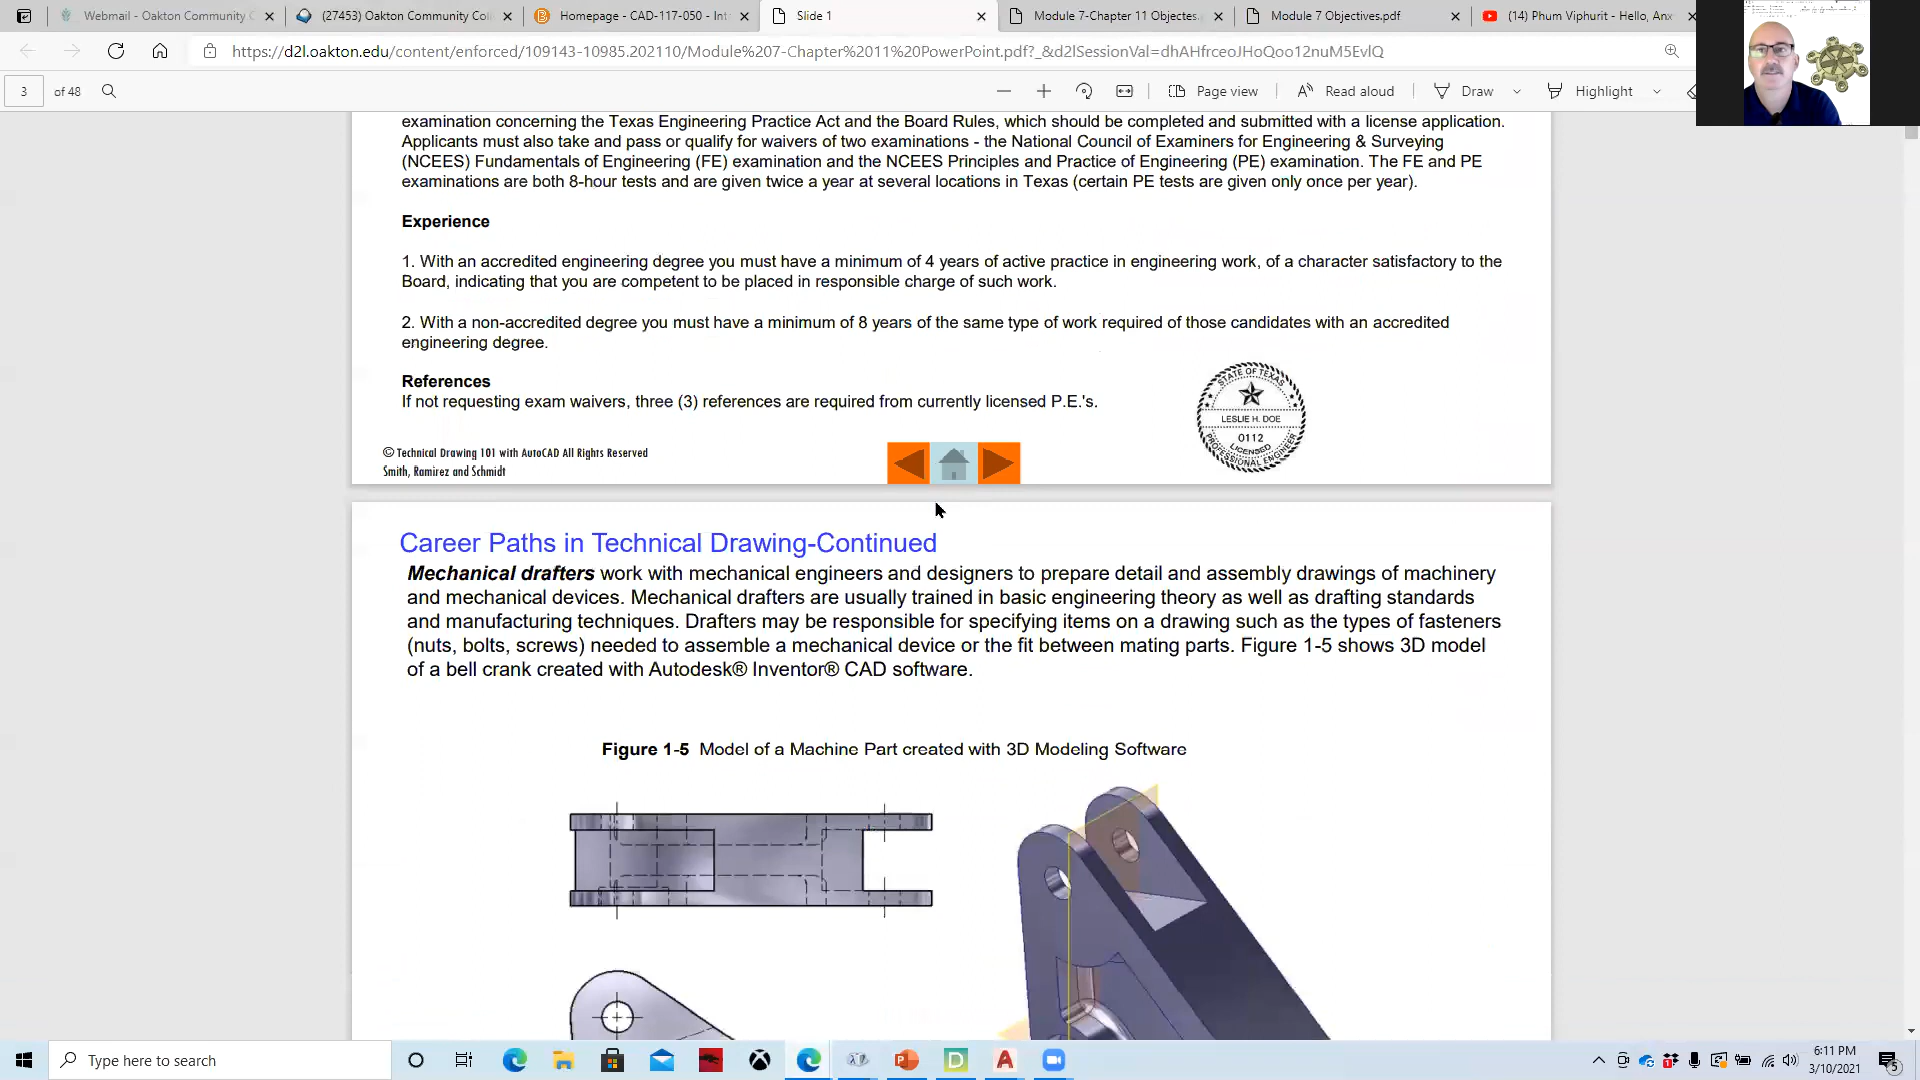 Webmail - Oakton Community C
(27453) Oakton Community Col
Homepage - CAD-117-050 - Int
Slide 1
Module 7-Chapter 11 Objectes.
Module 7 Objectives.pdf
(14) Phum Viphurit - Hello, Anx
https://d2l.oakton.edu/content/enforced/109143-10985.202110/Module%207-Chapter%2011%20PowerPoint.pdf?_&d2lSessionVal=dhAHfrceoJHoQoo12nuM5EvlQ
3 of 48
Page view
Read aloud
Draw
Highlight
examination concerning the Texas Engineering Practice Act and the Board Rules, which should be completed and submitted with a license application.
Applicants must also take and pass or qualify for waivers of two examinations - the National Council of Examiners for Engineering & Surveying
(NCEES) Fundamentals of Engineering (FE) examination and the NCEES Principles and Practice of Engineering (PE) examination. The FE and PE
examinations are both 8-hour tests and are given twice a year at several locations in Texas (certain PE tests are given only once per year).
Experience
1. With an accredited engineering degree you must have a minimum of 4 years of active practice in engineering work, of a character satisfactory to the
Board, indicating that you are competent to be placed in responsible charge of such work.
2. With a non-accredited degree you must have a minimum of 8 years of the same type of work required of those candidates with an accredited
engineering degree.
References
If not requesting exam waivers, three (3) references are required from currently licensed P.E.'s.
STATE OF TEXAS
LESLIE H. DOE
0112
LICENSED
PROFESSIONAL ENGINEER
© Technical Drawing 101 with AutoCAD All Rights Reserved
Smith, Ramirez and Schmidt
Career Paths in Technical Drawing-Continued
Mechanical drafters work with mechanical engineers and designers to prepare detail and assembly drawings of machinery
and mechanical devices. Mechanical drafters are usually trained in basic engineering theory as well as drafting standards
and manufacturing techniques. Drafters may be responsible for specifying items on a drawing such as the types of fasteners
(nuts, bolts, screws) needed to assemble a mechanical device or the fit between mating parts. Figure 1-5 shows 3D model
of a bell crank created with Autodesk® Inventor® CAD software.
Figure 1-5 Model of a Machine Part created with 3D Modeling Software
Type here to search
6:11 PM
3/10/2021
5